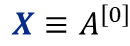 X ≡ A^[0]